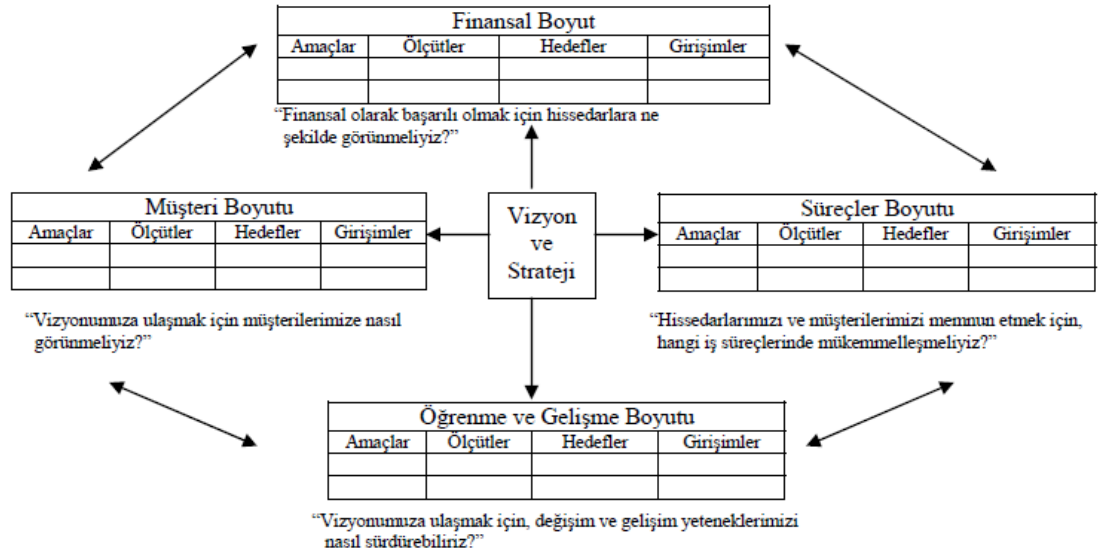 Finansal Boyut
Amaçlar Ölçütler Hedefler Girişimler
“Finansal olarak başarılı olmak için hissedarlara ne
şekilde görünmeliyiz?”
Müşteri Boyutu
Amaçlar Ölçütler Hedefler Girişimler
“Vizyonumuza ulaşmak için müşterilerimize nasıl
görünmeliyiz?”
Vizyon
ve
Strateji
Süreçler Boyutu
Amaçlar Ölçütler Hedefler Girişimler
“Hissedarlarımızı ve müşterilerimizi memnun etmek için,
hangi iş süreçlerinde mükemmelleşmeliyiz?”
Öğrenme ve Gelişme Boyutu
Amaçlar Ölçütler Hedefler Girişimler
“Vizyonumuza ulaşmak için, değişim ve gelişim yeteneklerimizi
nasıl sürdürebiliriz?”